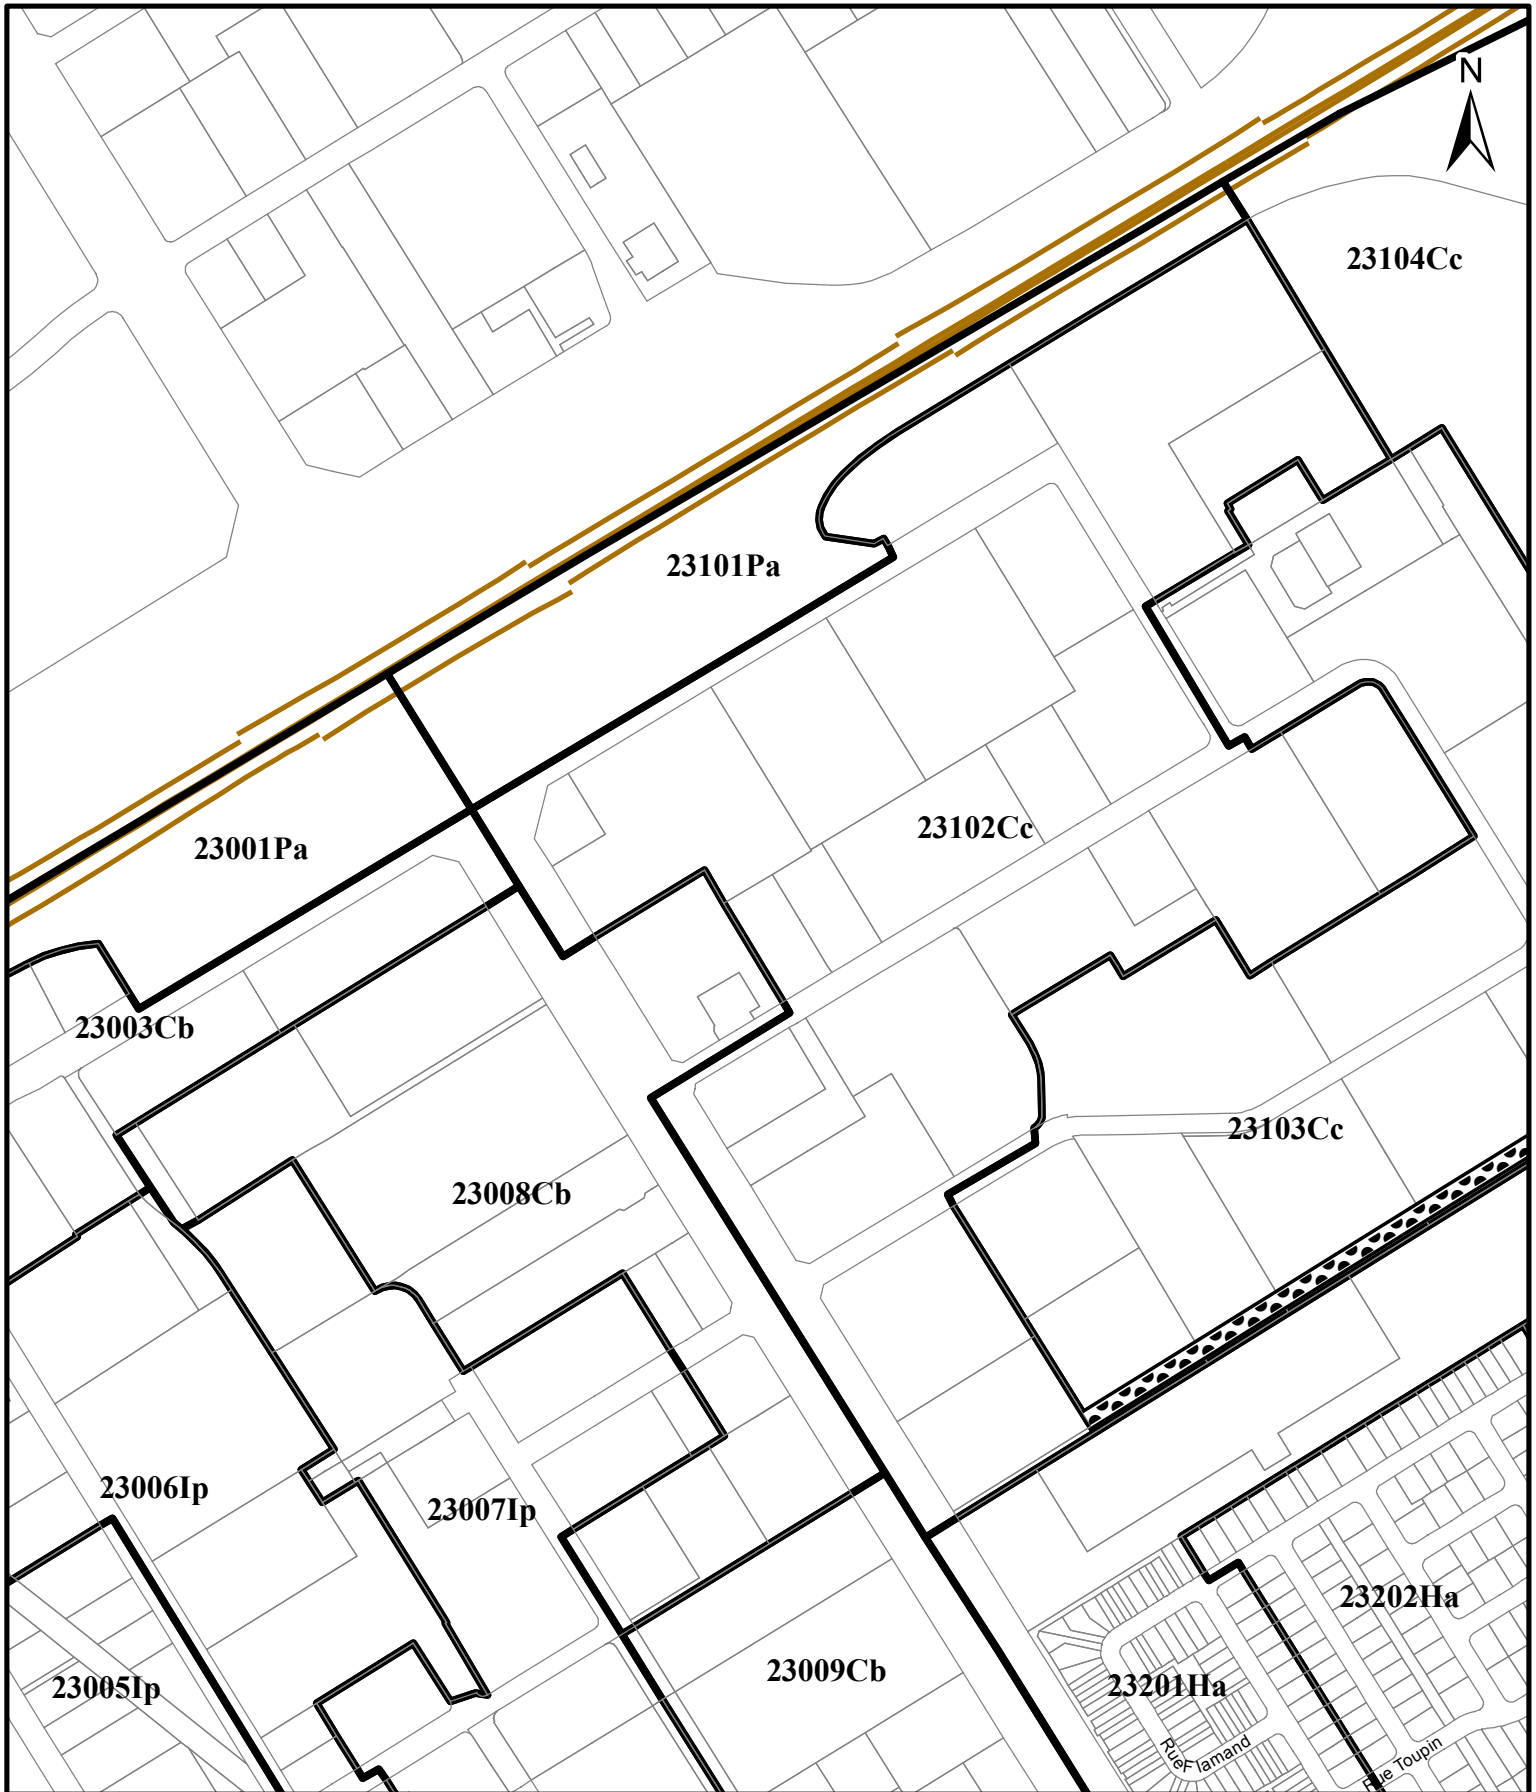 N
23104Cc
23101Pa
23102Cc
23001Pa
23003Cb
23103Cc
23008Cb
23006Ip
23007Ip
23202Ha
23009Cb
23201Ha
23005Ip
Rue Flamand
Rue Toupin